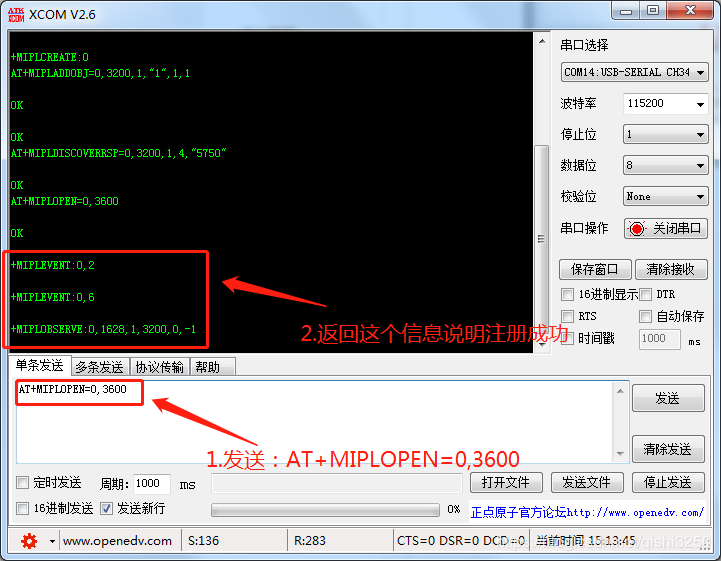 ATK
XCOM
XCOM V2.6
+MIPLCREATE:0
AT+MIPLADDOBJ=0,3200,1,"1",1,1
OK
OK
AT+MIPLDISCOVERRSP=0,3200,1,4,"5750"
OK
AT+MIPLOPEN=0,3600
OK
+MIPLEVENT:0,2
+MIPLEVENT:0,6
+MIPLOBSERVE:0,1628,1,3200,0,-1
2.返回这个信息说明注册成功
串口选择
COM14:USB-SERIAL CH34
波特率 115200
停止位 1
数据位 8
校验位 None
串口操作 关闭串口
保存窗口 清除接收
16进制显示 DTR
RTS 自动保存
时间戳 1000 ms
单条发送 多条发送 协议传输 帮助
AT+MIPLOPEN=0,3600
1.发送：AT+MIPLOPEN=0,3600
发送
清除发送
定时发送 周期: 1000 ms 打开文件 发送文件 停止发送
16进制发送 发送新行 0% 正点原子官方论坛http://www.openedv.com/
www.openedv.com S:136 R:283 CTS=0 DSR=0 DCD=0 当前时间 15:13:45